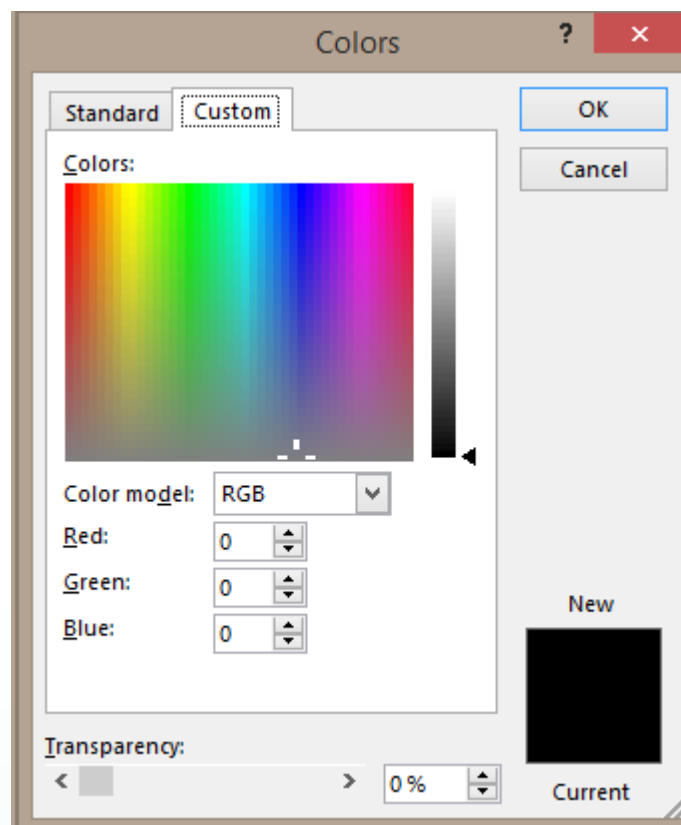 Colors ?
Standard Custom OK
Colors: Cancel
Color model: RGB
Red: 0
Green: 0
Blue: 0
New
Transparency:
0 % Current